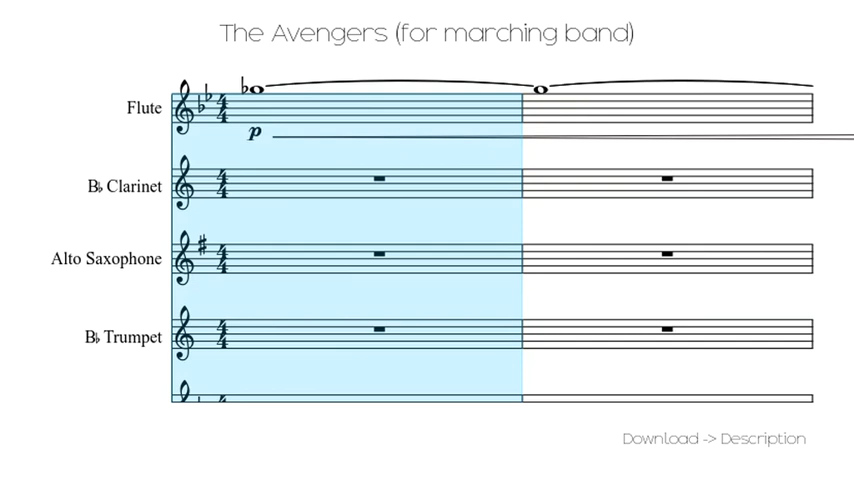 The Avengers (for marching band)
Flute
p
B♭ Clarinet
Alto Saxophone
B♭ Trumpet
Download -> Description